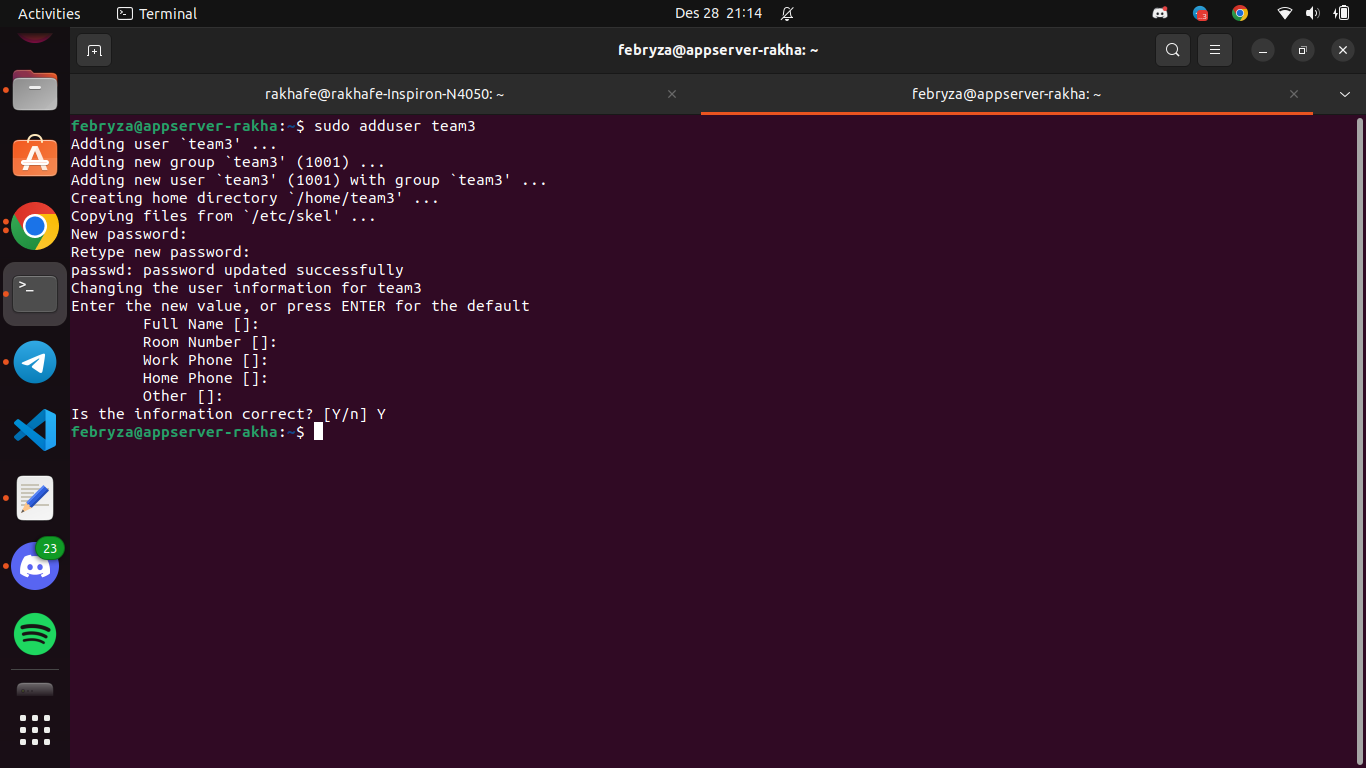 Activities
Terminal
Des 28 21:14
febryza@appserver-rakha: ~
rakhafe@rakhafe-Inspiron-N4050: ~
febryza@appserver-rakha: ~
febryza@appserver-rakha:~$ sudo adduser team3
Adding user `team3' ...
Adding new group `team3' (1001) ...
Adding new user `team3' (1001) with group `team3' ...
Creating home directory `/home/team3' ...
Copying files from `/etc/skel' ...
New password:
Retype new password:
passwd: password updated successfully
Changing the user information for team3
Enter the new value, or press ENTER for the default
Full Name []:
Room Number []:
Work Phone []:
Home Phone []:
Other []:
Is the information correct? [Y/n] Y
febryza@appserver-rakha:~$
23